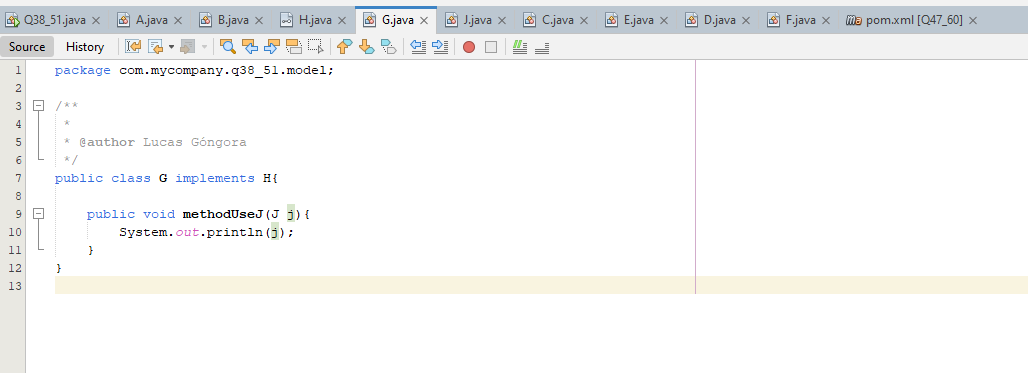 Q38_51.java A.java B.java H.java G.java J.java C.java E.java D.java F.java pom.xml [Q47_60]
Source History
1 package com.mycompany.q38_51.model;
2
3 /**
4 *
5 * @author Lucas Góngora
6 */
7 public class G implements H{
8
9 public void methodUseJ(J j){
10 System.out.println(j);
11 }
12 }
13